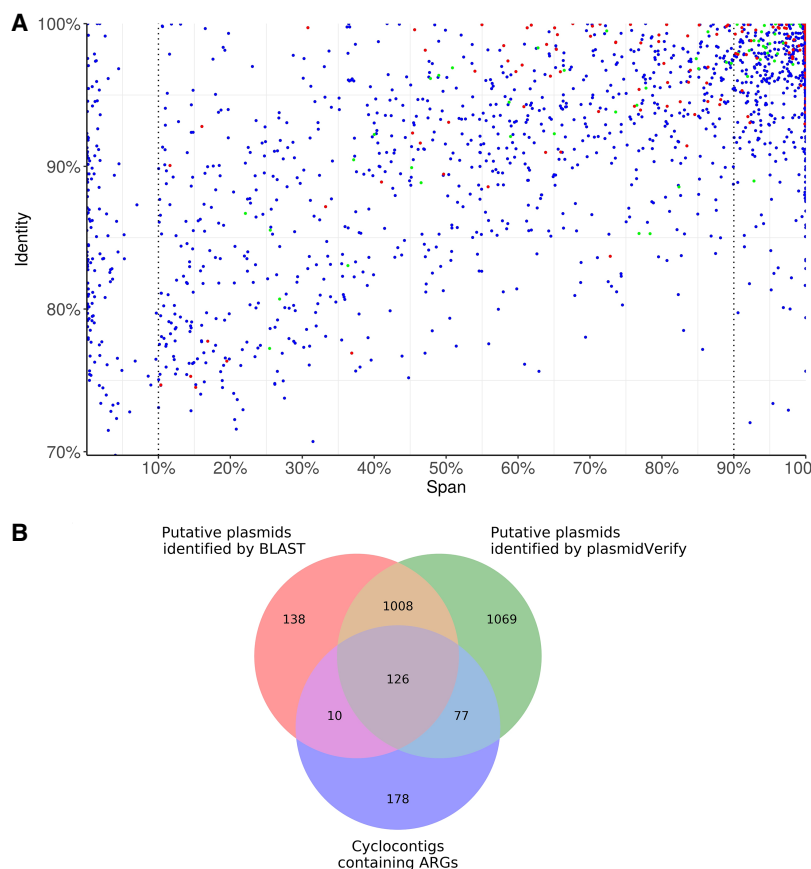 A
100%
90%
80%
70%
Identity
10%
20%
30%
40%
50%
60%
70%
80%
90%
100
Span
B
Putative plasmids
identified by BLAST
Putative plasmids
identified by plasmidVerify
138
1008
1069
126
10
77
178
Cyclocontigs
containing ARGs